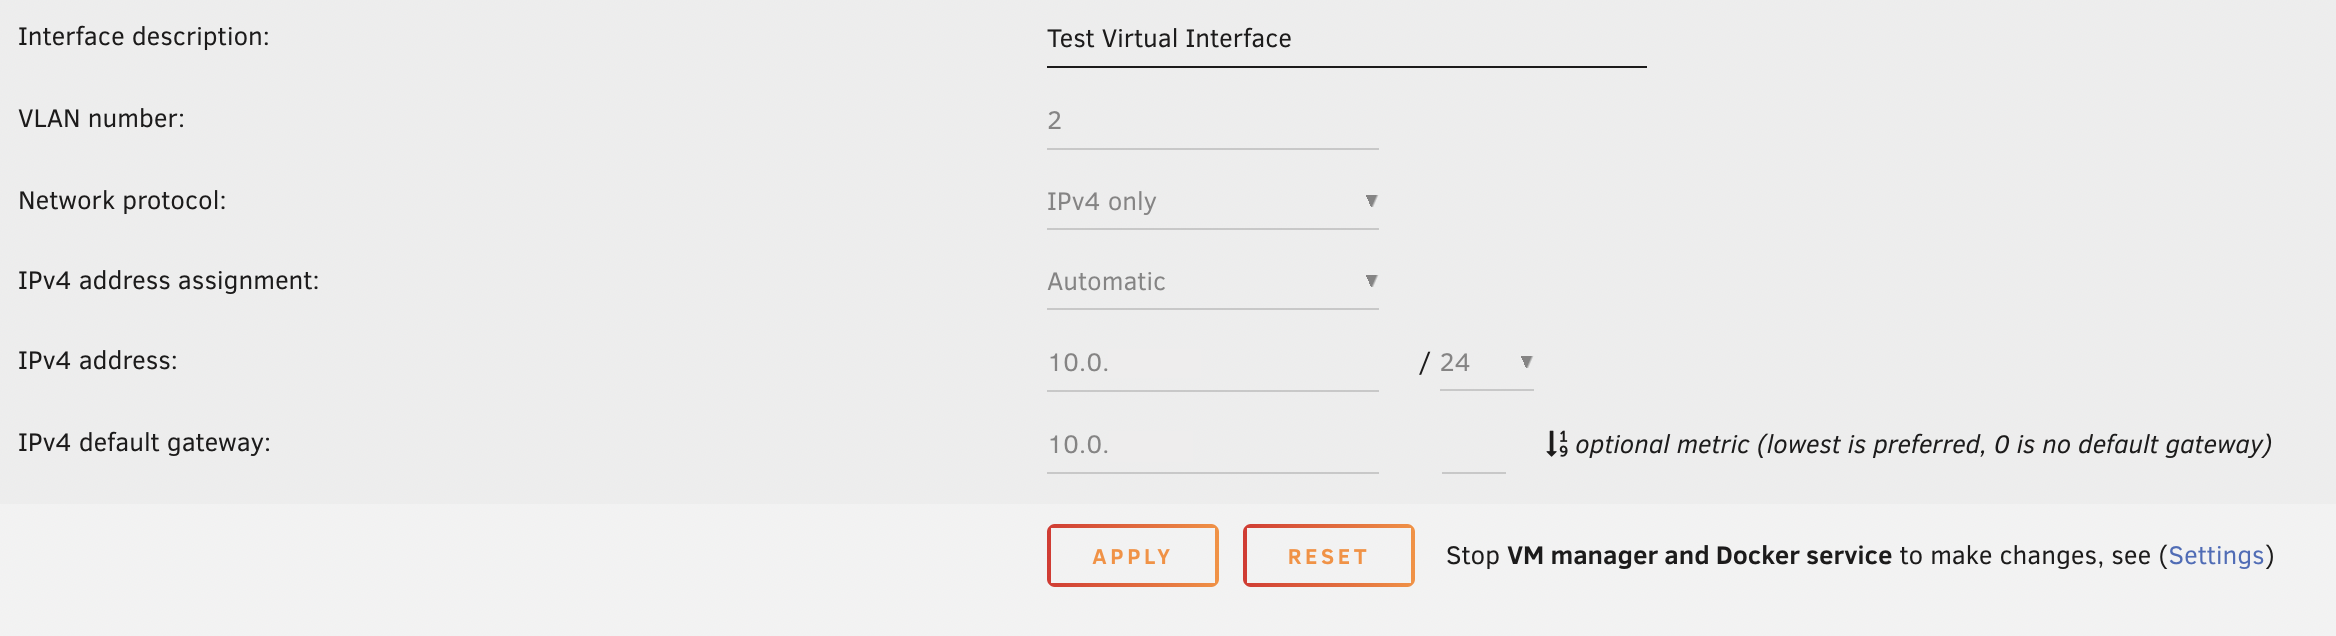 Interface description: Test Virtual Interface
VLAN number: 2
Network protocol: IPv4 only
IPv4 address assignment: Automatic
IPv4 address: 10.0. / 24
IPv4 default gateway: 10.0. 1 9 optional metric (lowest is preferred, 0 is no default gateway)
APPLY RESET Stop VM manager and Docker service to make changes, see (Settings)